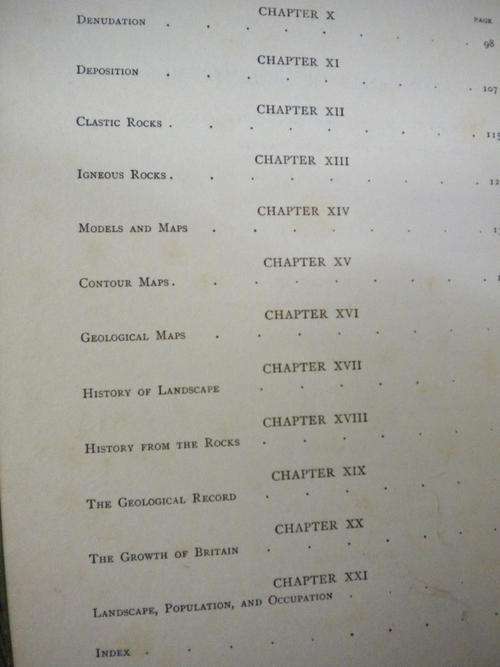 CHAPTER X
PAGE
DENUDATION . . . . . . . . 98
CHAPTER XI
DEPOSITION . . . . . . . . 107
CHAPTER XII
CLASTIC ROCKS . . . . . . . .
CHAPTER XIII
IGNEOUS ROCKS . . . . . . . .
CHAPTER XIV
MODELS AND MAPS . . . . . . .
CHAPTER XV
CONTOUR MAPS . . . . . . . .
CHAPTER XVI
GEOLOGICAL MAPS . . . . . . .
CHAPTER XVII
HISTORY OF LANDSCAPE . . . . .
CHAPTER XVIII
HISTORY FROM THE ROCKS . . . . . .
CHAPTER XIX
THE GEOLOGICAL RECORD . . . . .
CHAPTER XX
THE GROWTH OF BRITAIN . . . . . .
CHAPTER XXI
LANDSCAPE, POPULATION, AND OCCUPATION . . . .
INDEX . . . . . . . .